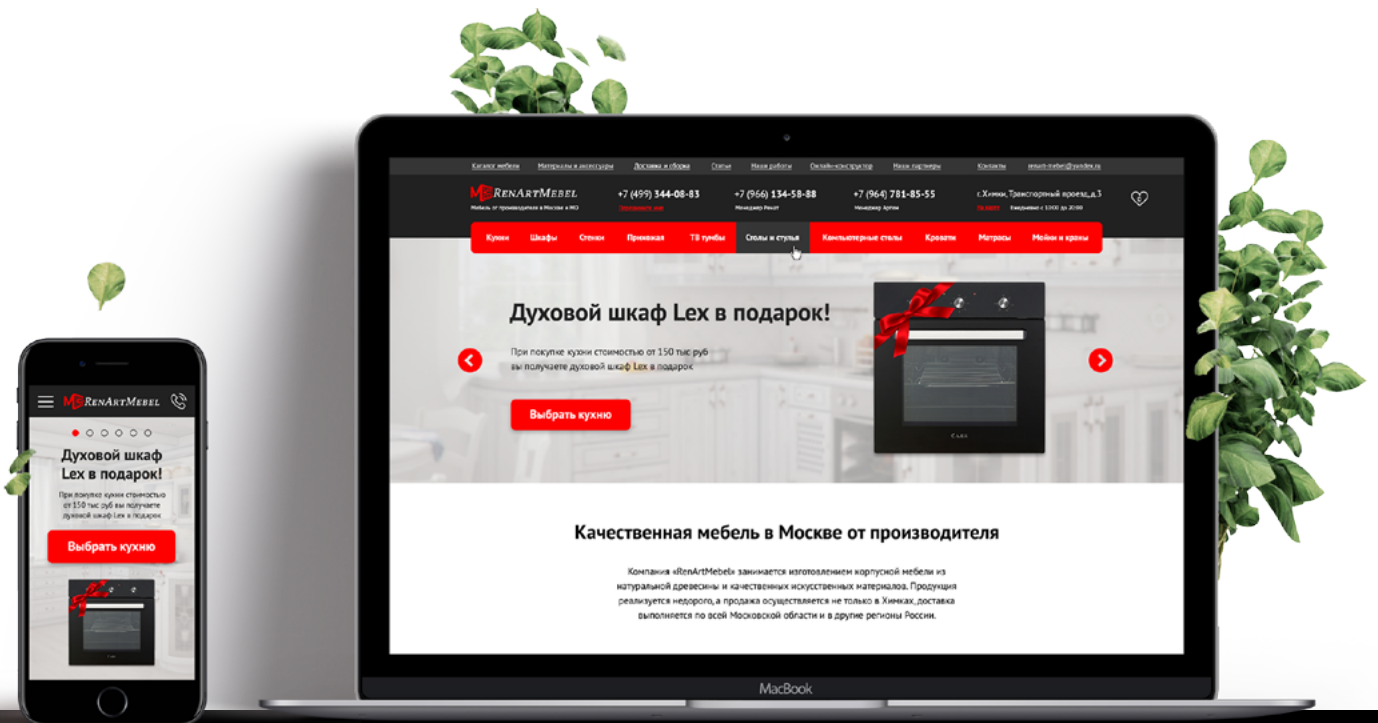 Каталог мебели Материалы и аксессуары Доставка и сборка Статьи Наши работы Онлайн-конструктор Наши партнеры Контакты renart-mebel@yandex.ru
RENARTMEBEL +7 (499) 344-08-83 +7 (966) 134-58-88 +7 (964) 781-85-55 г. Химки, Транспортный проезд, д.3
Мебель от производителя в Москве и МО Менеджер Ренат Менеджер Артем Ежедневно с 10:00 до 20:00
Кухни Шкафы Стенки Прихожая ТВ тумбы Столы и стулья Компьютерные столы Кровати Матрасы Мойки и краны
Духовой шкаф Lex в подарок!
При покупке кухни стоимостью от 150 тыс руб
вы получаете духовой шкаф Lex в подарок
Выбрать кухню
Качественная мебель в Москве от производителя
Компания «RenArtMebel» занимается изготовлением корпусной мебели из
натуральной древесины и качественных искусственных материалов. Продукция
реализуется недорого, а продажа осуществляется не только в Химках, доставка
выполняется по всей Московской области и в другие регионы России.
MacBook
RENARTMEBEL
Духовой шкаф
Lex в подарок!
При покупке кухни стоимостью
от 150 тыс руб вы получаете
духовой шкаф Lex в подарок
Выбрать кухню